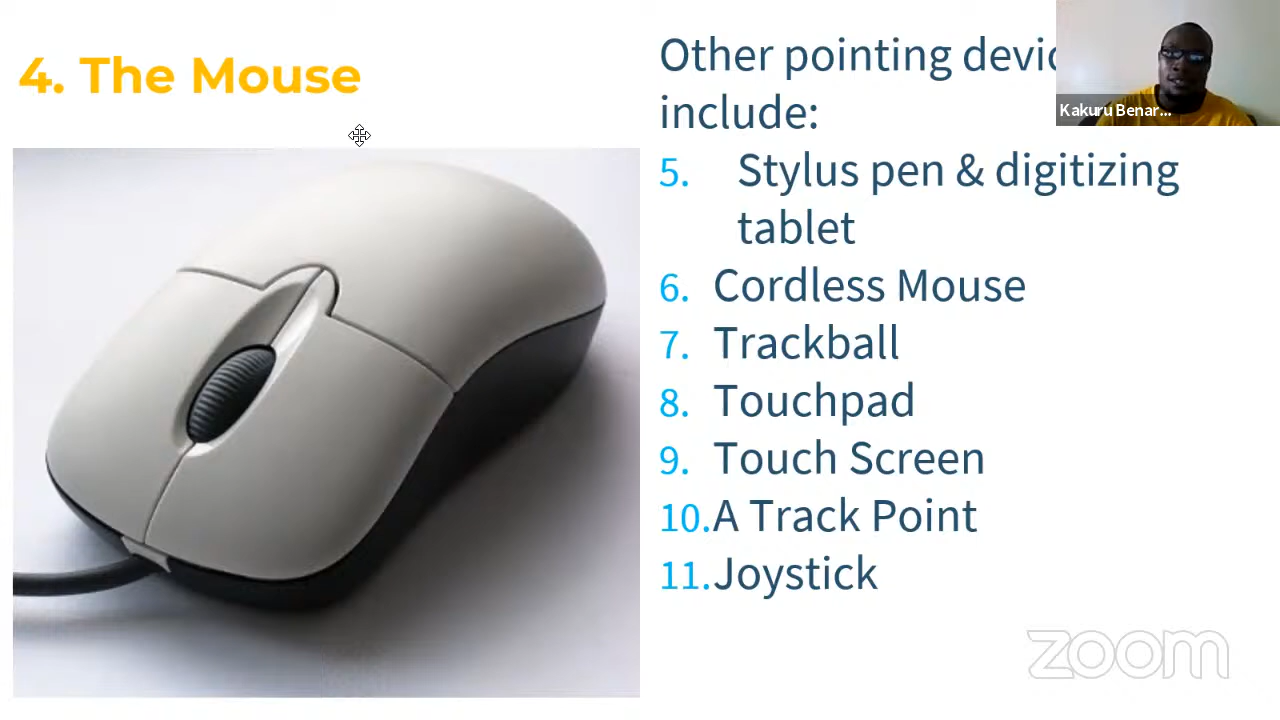 4. The Mouse
Other pointing
include:
5. Stylus pen & digitizing
tablet
6. Cordless Mouse
7. Trackball
8. Touchpad
9. Touch Screen
10. A Track Point
11. Joystick
Kakuru Benar...
zoom